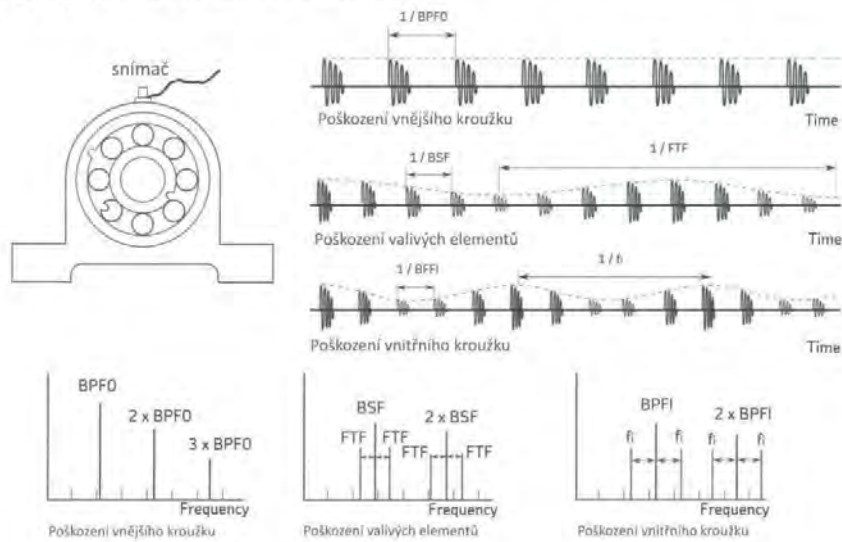 snímač
1 / BPFO
Poškození vnějšího kroužku
Time
1 / BSF
1 / FTF
Poškození valivých elementů
Time
1 / BFFI
1 / fi
Poškození vnitřního kroužku
Time
BPFO
2 x BPFO
3 x BPFO
Frequency
Poškození vnějšího kroužku
BSF
2 x BSF
FTF
FTF
FTF
FTF
Frequency
Poškození valivých elementů
BPFI
2 x BPFI
fi
fi
fi
fi
Frequency
Poškození vnitřního kroužku